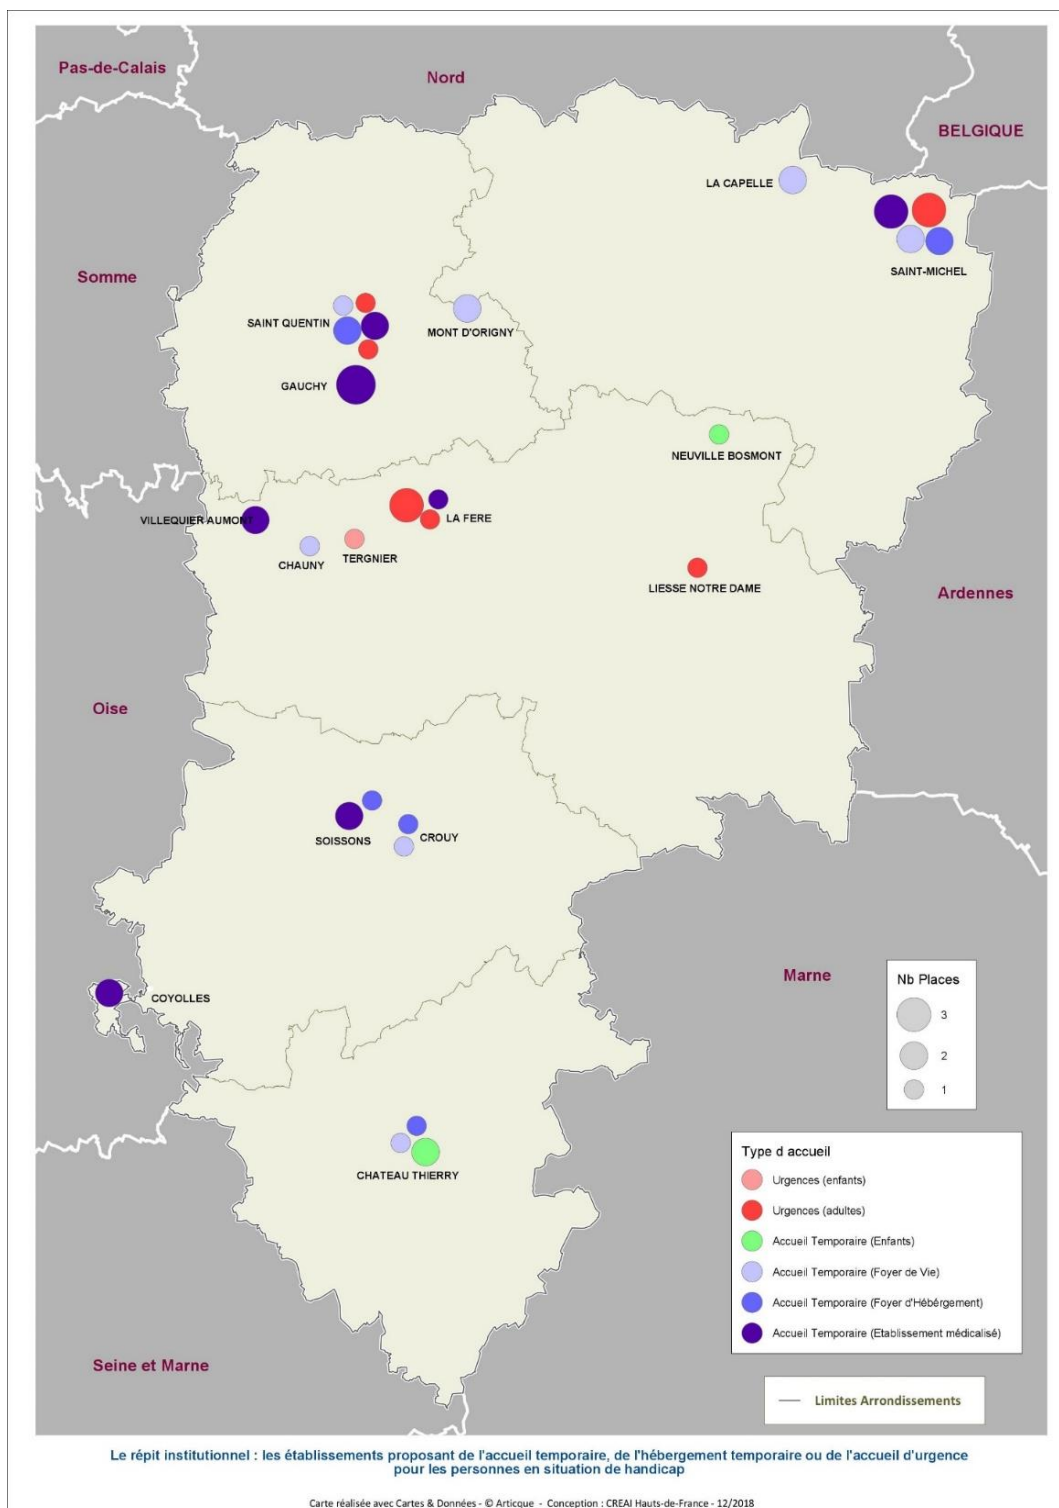 Pas-de-Calais
Nord
BELGIQUE
LA CAPELLE
Somme
SAINT-MICHEL
SAINT QUENTIN
MONT D'ORIGNY
GAUCHY
NEUVILLE BOSMONT
VILLEQUIER AUMONT
LA FERE
CHAUNY
TERGNIER
LIESSE NOTRE DAME
Ardennes
Oise
SOISSONS
CROUY
Marne
COYOLLES
Nb Places
3
2
1
CHATEAU THIERRY
Type d accueil
Urgences (enfants)
Urgences (adultes)
Accueil Temporaire (Enfants)
Accueil Temporaire (Foyer de Vie)
Accueil Temporaire (Foyer d'Hébérgement)
Accueil Temporaire (Etablissement médicalisé)
Seine et Marne
Limites Arrondissements
Le répit institutionnel : les établissements proposant de l'accueil temporaire, de l'hébergement temporaire ou de l'accueil d'urgence
pour les personnes en situation de handicap
Carte réalisée avec Cartes & Données - © Articque - Conception : CREAI Hauts-de-France - 12/2018